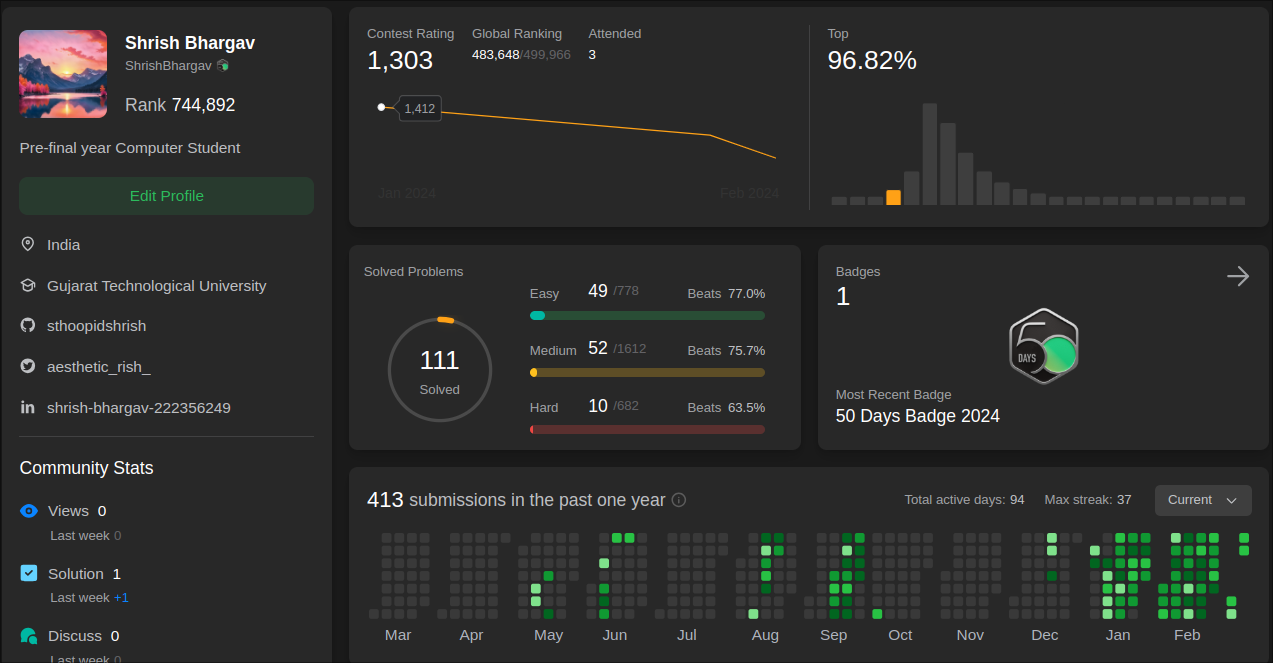 Shrish Bhargav
ShrishBhargav
Rank 744,892
Pre-final year Computer Student
Edit Profile
India
Gujarat Technological University
sthoopidshrish
aesthetic_rish_
shrish-bhargav-222356249
Community Stats
Views 0
Last week 0
Solution 1
Last week +1
Discuss 0
Last week 0
Contest Rating
1,303
Global Ranking
483,648/499,966
Attended
3
1,412
Jan 2024
Feb 2024
Top
96.82%
Solved Problems
111
Solved
Easy 49 /778 Beats 77.0%
Medium 52 /1612 Beats 75.7%
Hard 10 /682 Beats 63.5%
Badges
1
50
DAYS
Most Recent Badge
50 Days Badge 2024
413 submissions in the past one year
Total active days: 94 Max streak: 37
Current
Mar Apr May Jun Jul Aug Sep Oct Nov Dec Jan Feb